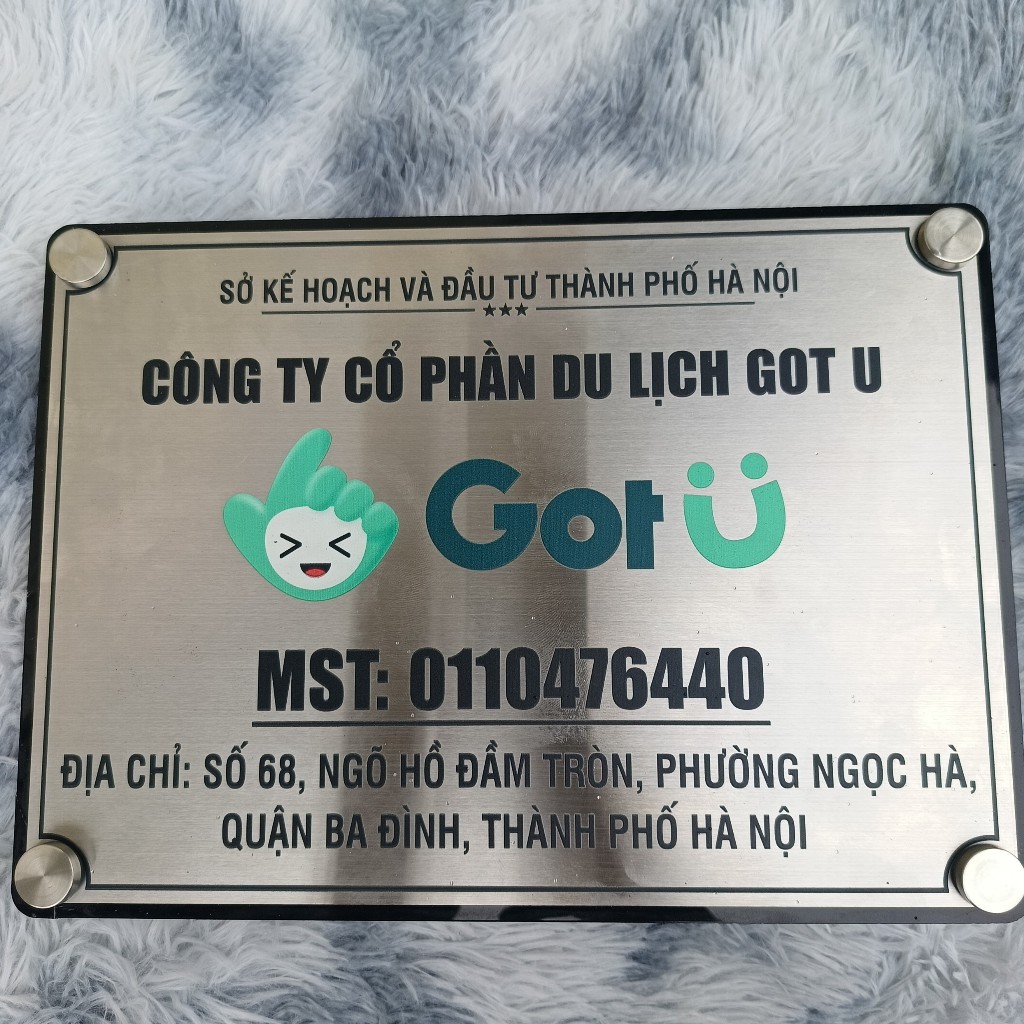 SỞ KẾ HOẠCH VÀ ĐẦU TƯ THÀNH PHỐ HÀ NỘI
CÔNG TY CỔ PHẦN DU LỊCH GOT U
Got U
MST: 0110476440
ĐỊA CHỈ: SỐ 68, NGÕ HỒ ĐẦM TRÒN, PHƯỜNG NGỌC HÀ,
QUẬN BA ĐÌNH, THÀNH PHỐ HÀ NỘI